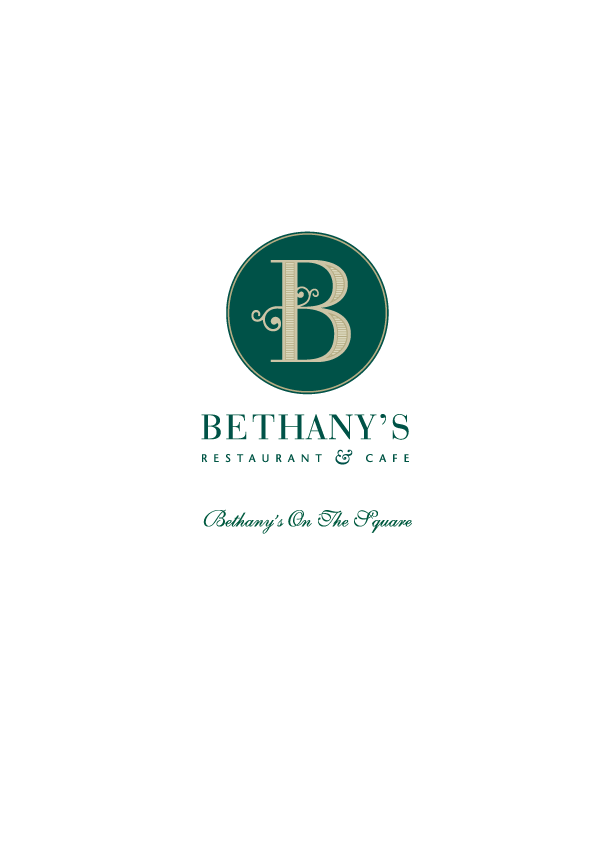 B
BETHANY'S
RESTAURANT & CAFE
Bethany's On The Square